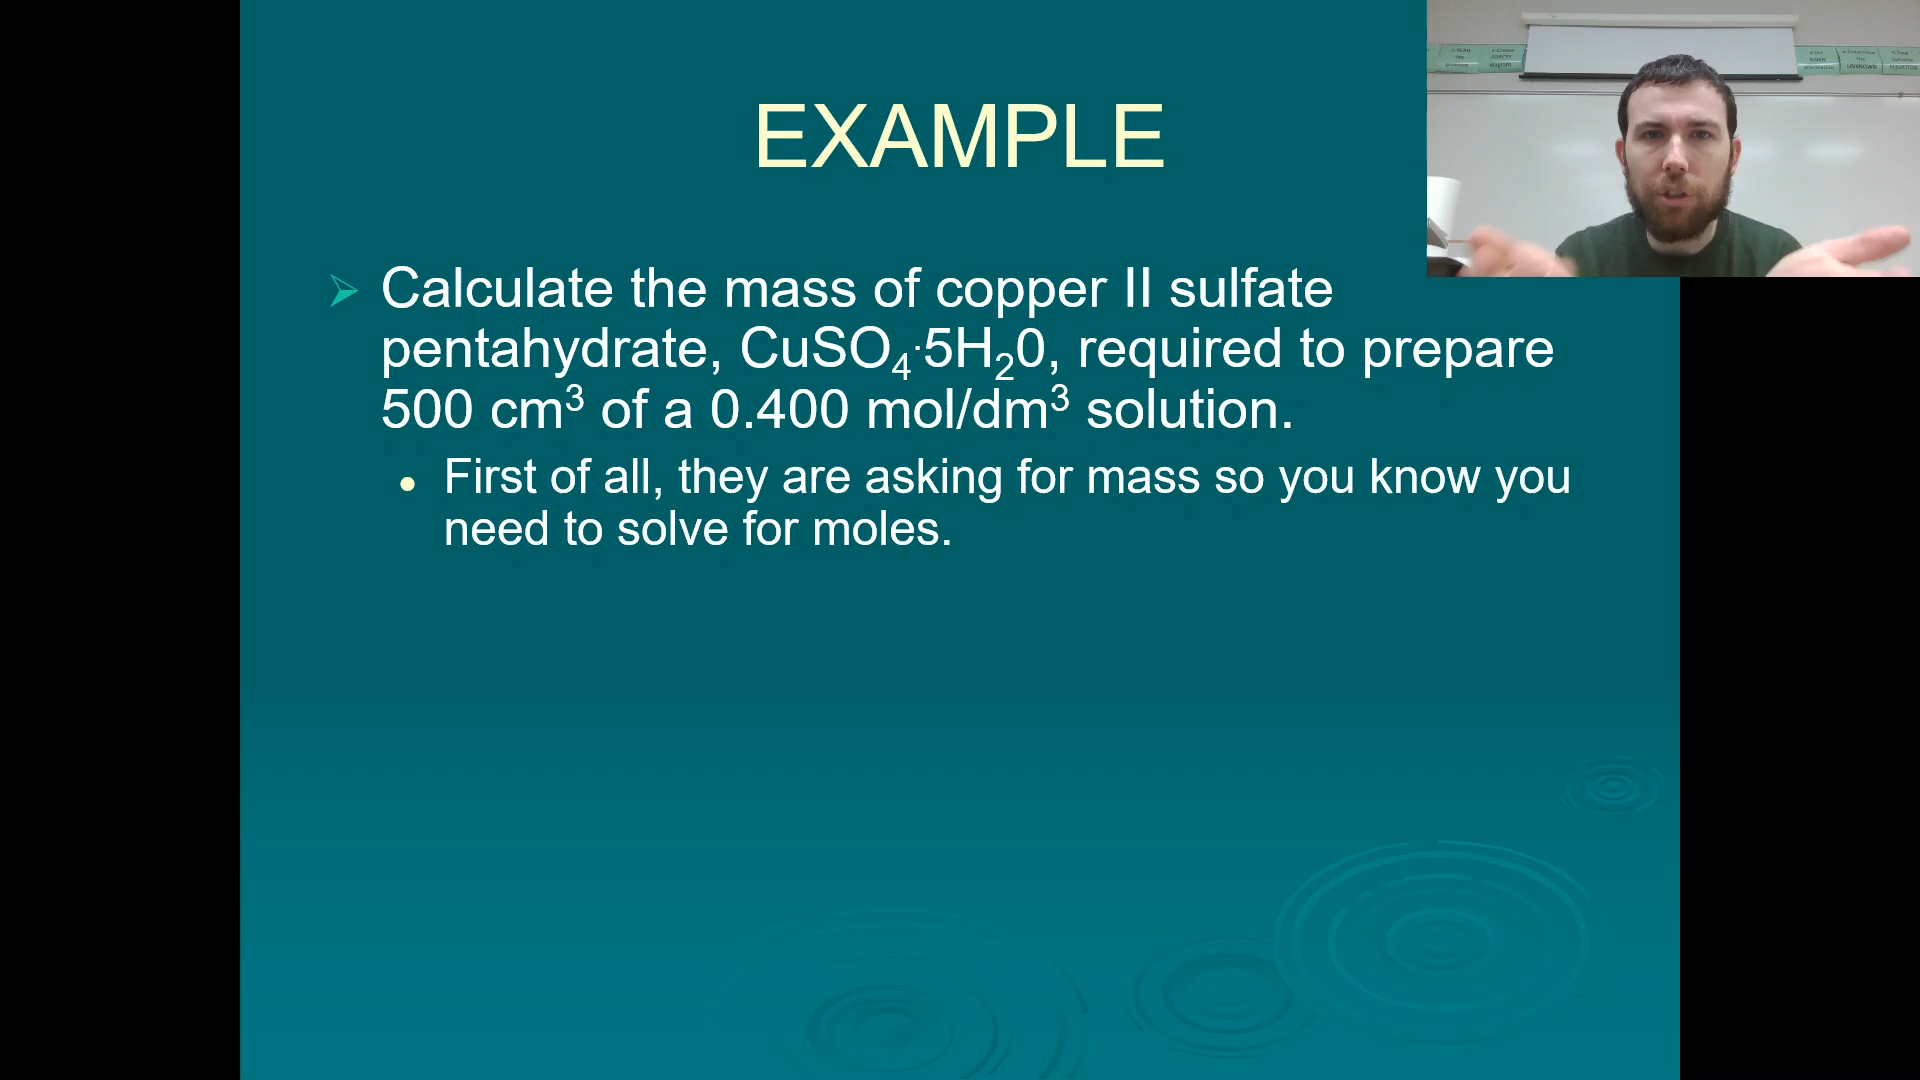 EXAMPLE
Calculate the mass of copper II sulfate
pentahydrate, CuSO₄·5H₂0, required to prepare
500 cm³ of a 0.400 mol/dm³ solution.
First of all, they are asking for mass so you know you
need to solve for moles.